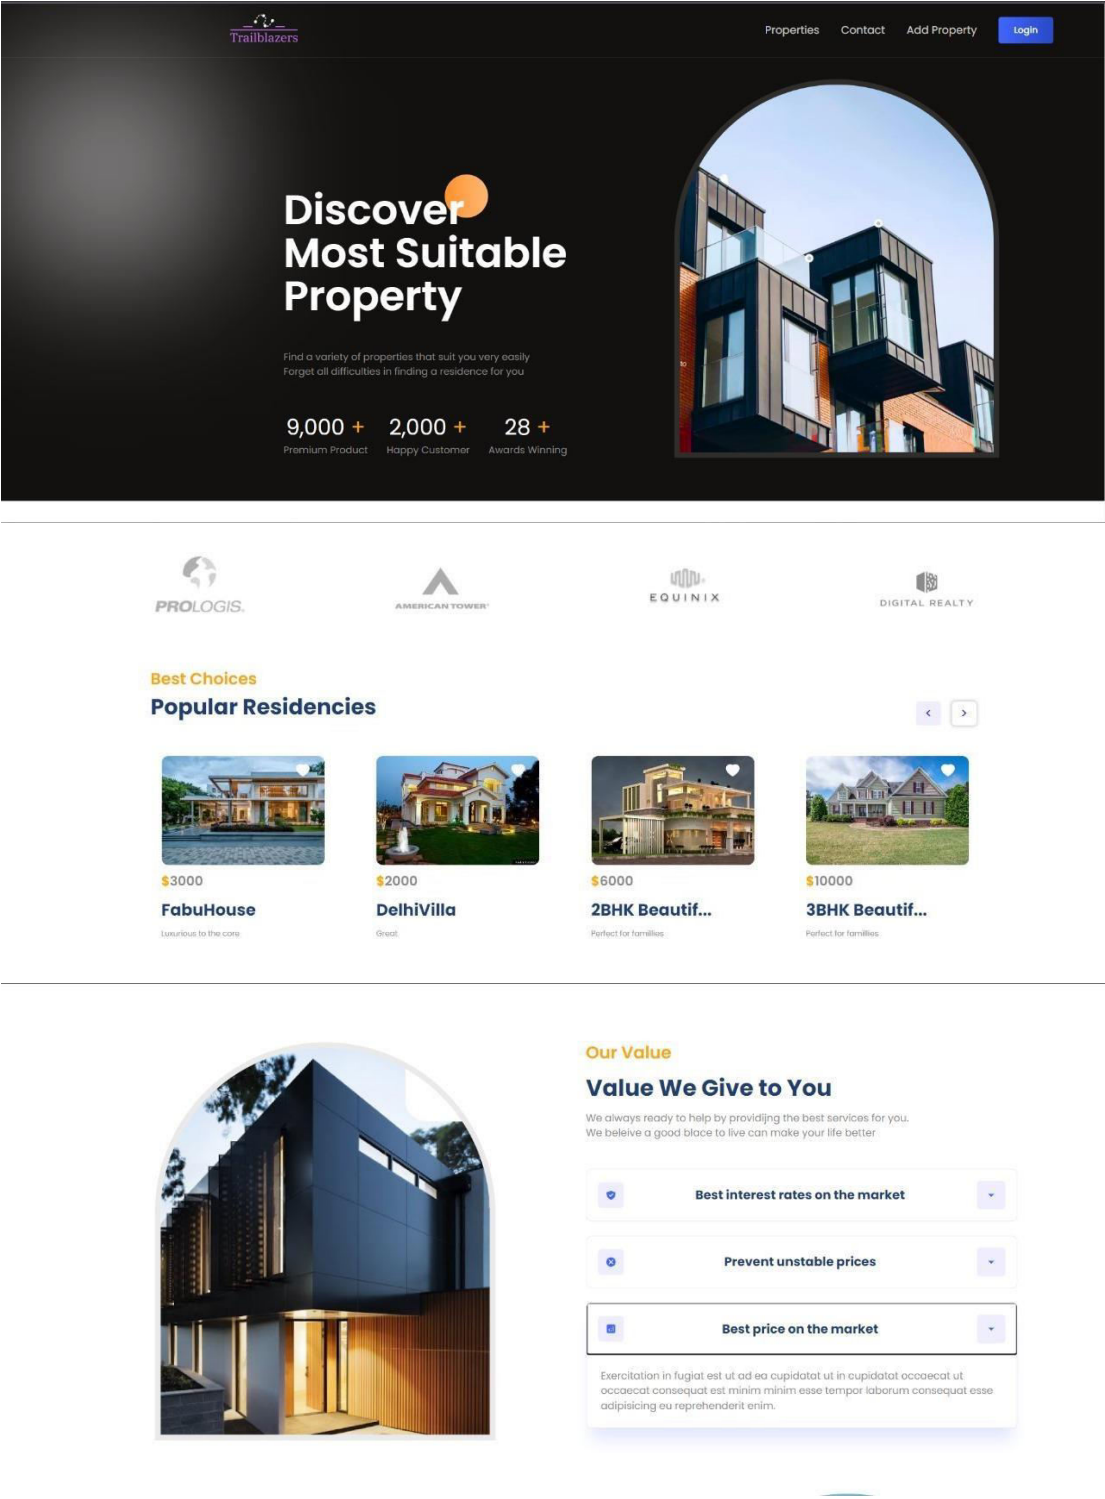 Trailblazers
Properties Contact Add Property Login
Discover
Most Suitable
Property
Find a variety of properties that suit you very easily
Forget all difficulties in finding a residence for you
9,000 + 2,000 + 28 +
Premium Product Happy Customer Awards Winning
PROLOGIS.
AMERICAN TOWER
EQUINIX
DIGITAL REALTY
Best Choices
Popular Residencies
< >
$3000 $2000 $6000 $10000
FabuHouse DelhiVilla 2BHK Beautif... 3BHK Beautif...
Luxurious to the core Great Perfect for famillies Perfect for famillies
Our Value
Value We Give to You
We always ready to help by providijng the best services for you.
We beleive a good blace to live can make your life better
Best interest rates on the market
Prevent unstable prices
Best price on the market
Exercitation in fugiat est ut ad ea cupidatat ut in cupidatat occaecat ut
occaecat consequat est minim minim esse tempor laborum consequat esse
adipisicing eu reprehenderit enim.